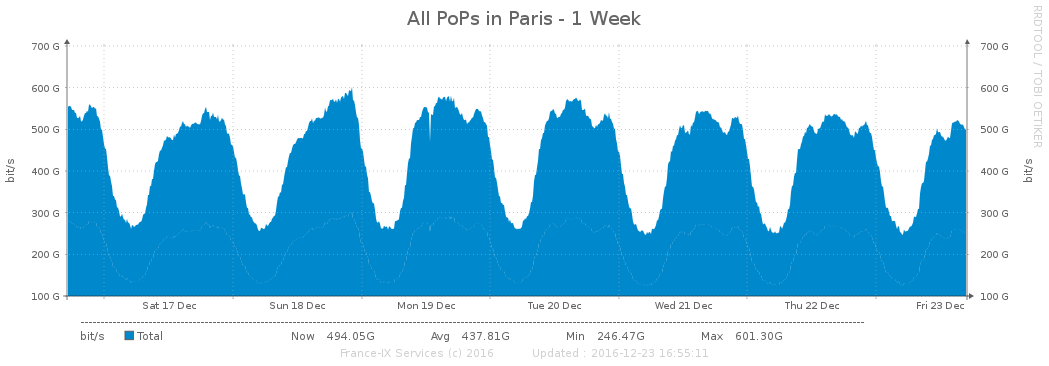 All PoPs in Paris - 1 Week
RRDTOOL / TOBI OETIKER
700 G 700 G
600 G 600 G
500 G 500 G
400 G 400 G
bit/s bit/s
300 G 300 G
200 G 200 G
100 G 100 G
Sat 17 Dec Sun 18 Dec Mon 19 Dec Tue 20 Dec Wed 21 Dec Thu 22 Dec Fri 23 Dec
bit/s Total Now 494.05G Avg 437.81G Min 246.47G Max 601.30G
France-IX Services (c) 2016 Updated : 2016-12-23 16:55:11